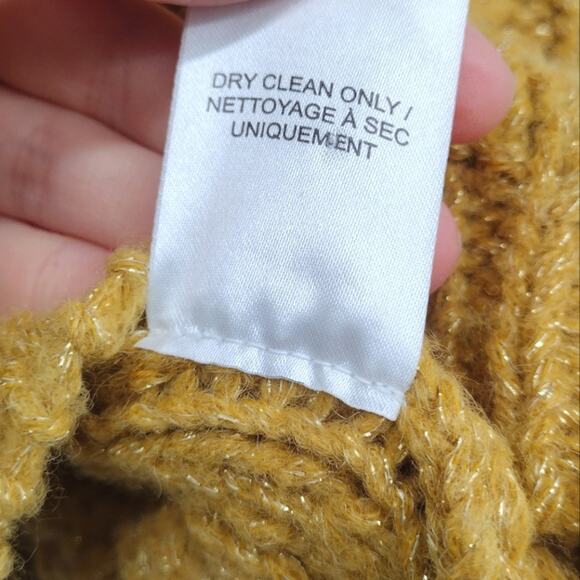 DRY CLEAN ONLY /
NETTOYAGE À SEC
UNIQUEMENT